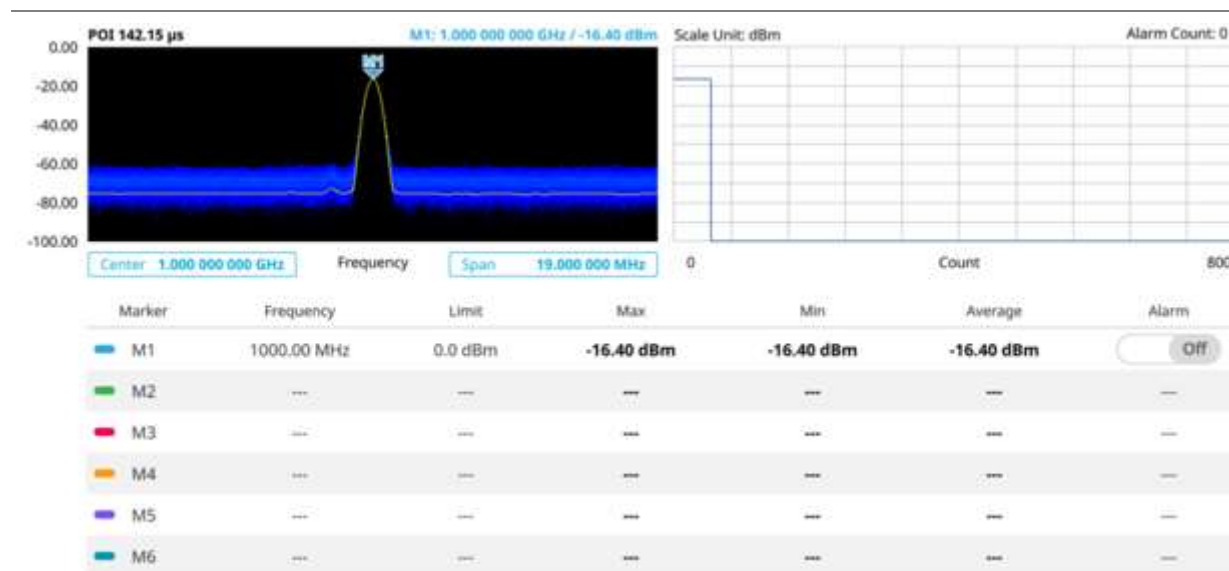 POI 142.15 µs M1: 1.000 000 000 GHz / -16.40 dBm Scale Unit: dBm Alarm Count: 0
0.00
M1
-20.00
-40.00
-60.00
-80.00
-100.00
Center 1.000 000 000 GHz Frequency Span 19.000 000 MHz 0 Count 800
Marker Frequency Limit Max Min Average Alarm
M1 1000.00 MHz 0.0 dBm -16.40 dBm -16.40 dBm -16.40 dBm Off
M2 --- --- --- --- --- ---
M3 --- --- --- --- --- ---
M4 --- --- --- --- --- ---
M5 --- --- --- --- --- ---
M6 --- --- --- --- --- ---